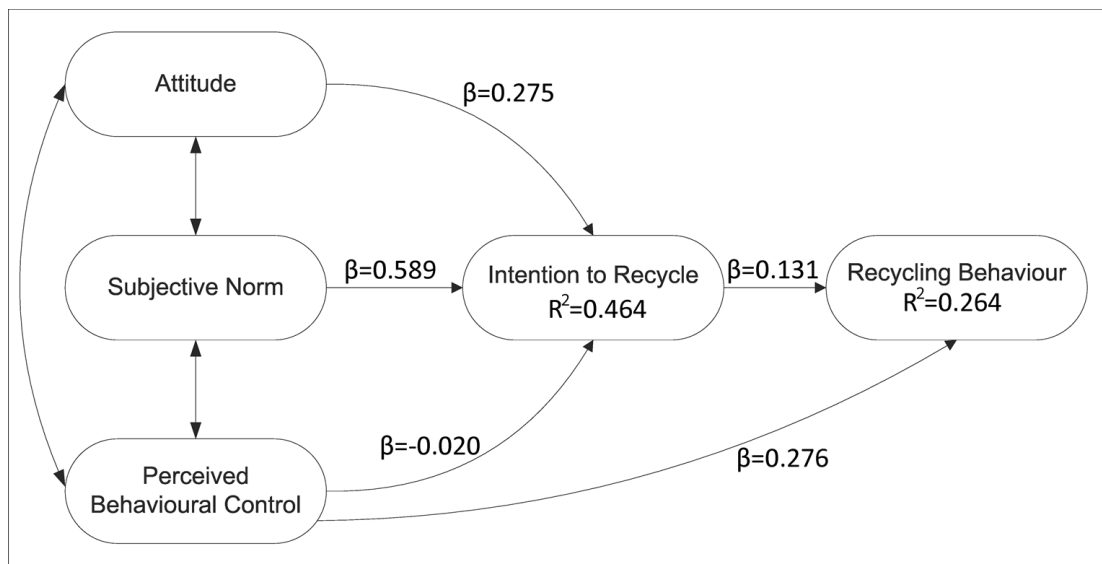 Attitude
β=0.275
Subjective Norm
β=0.589
Intention to Recycle
R²=0.464
β=0.131
Recycling Behaviour
R²=0.264
β=-0.020
Perceived
Behavioural Control
β=0.276